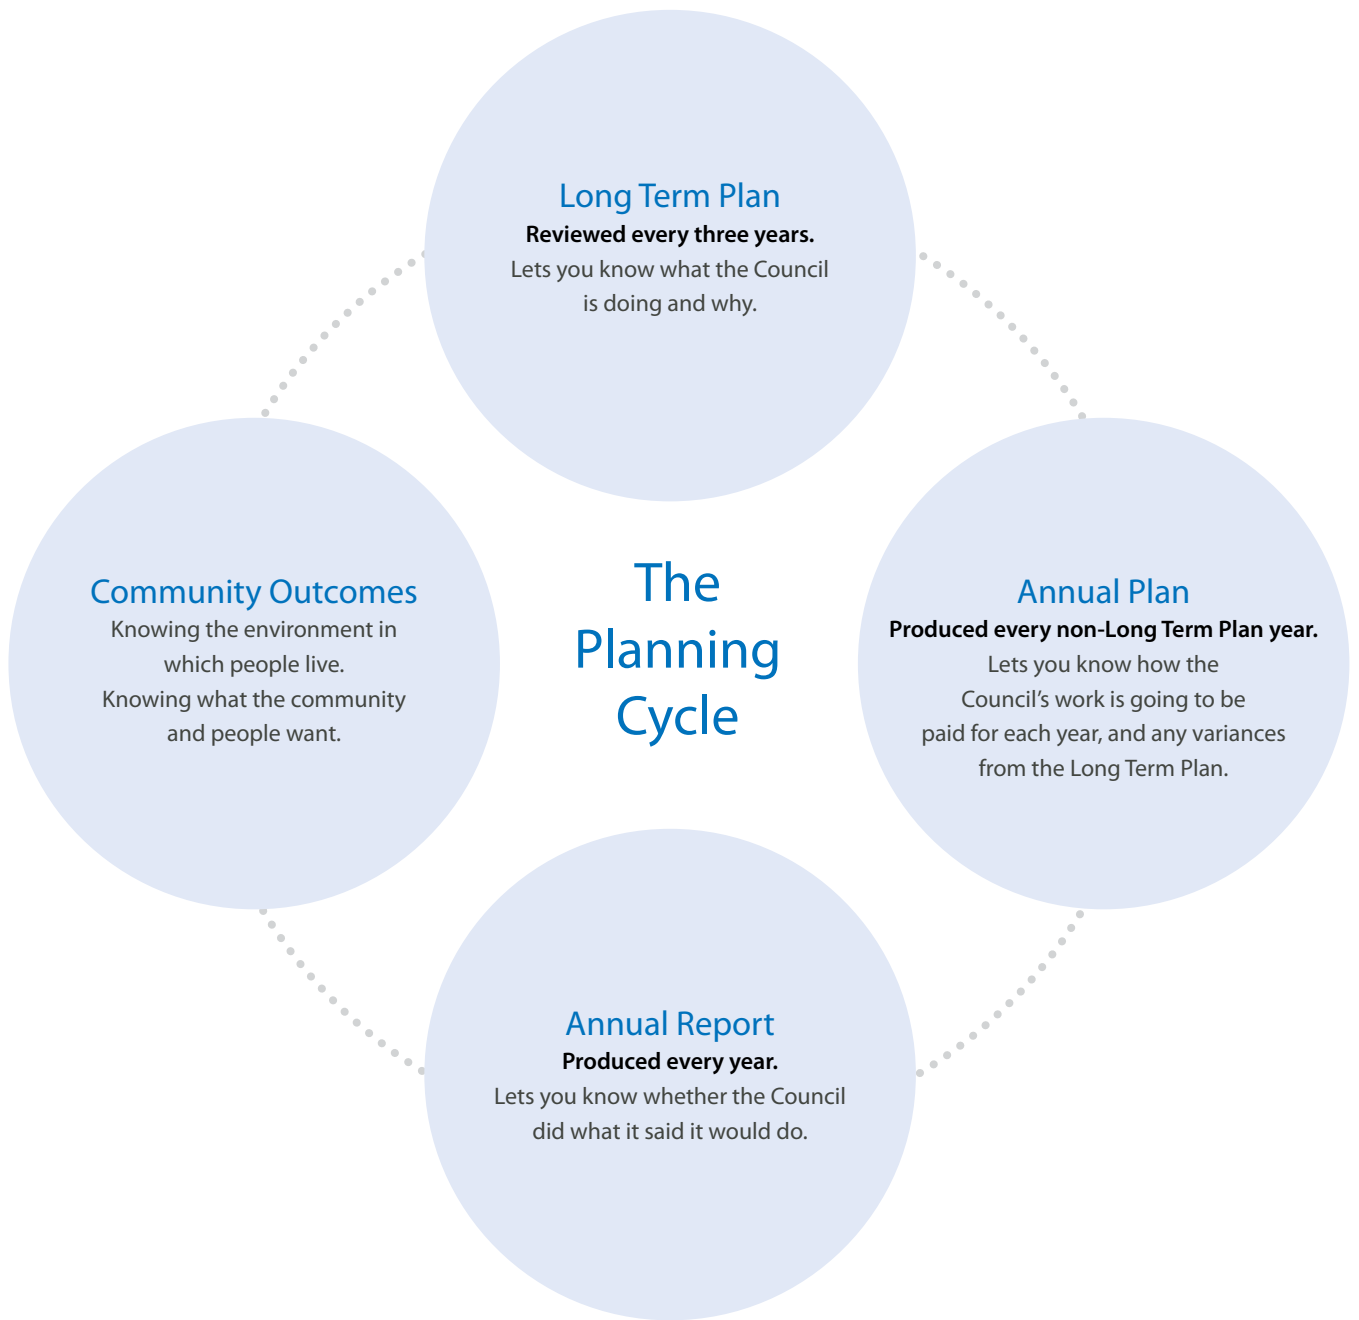 Long Term Plan
Reviewed every three years.
Lets you know what the Council
is doing and why.
Community Outcomes
Knowing the environment in
which people live.
Knowing what the community
and people want.
The
Planning
Cycle
Annual Plan
Produced every non-Long Term Plan year.
Lets you know how the
Council’s work is going to be
paid for each year, and any variances
from the Long Term Plan.
Annual Report
Produced every year.
Lets you know whether the Council
did what it said it would do.